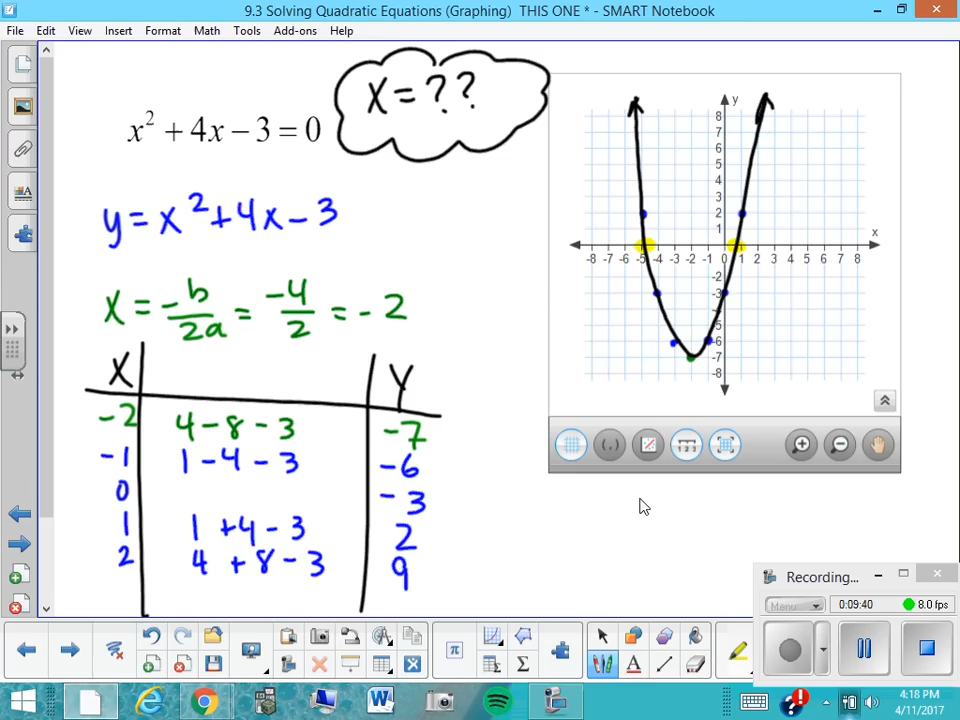 9.3 Solving Quadratic Equations (Graphing)  THIS ONE * - SMART Notebook
File Edit View Insert Format Math Tools Add-ons Help
X = ??
x² + 4x − 3 = 0
y = x² + 4x − 3
x = -b/2a = -4/2 = -2
X Y
-2 4 - 8 - 3 -7
-1 1 - 4 - 3 -6
0 -3
1 1 + 4 - 3 2
2 4 + 8 - 3 9
y
8
7
6
5
4
3
2
1
x
-8 -7 -6 -5 -4 -3 -2 -1 0 1 2 3 4 5 6 7 8
-2
-3
-5
-6
-7
-8
Recording...
Menu 0:09:40 8.0 fps
4:18 PM
4/11/2017